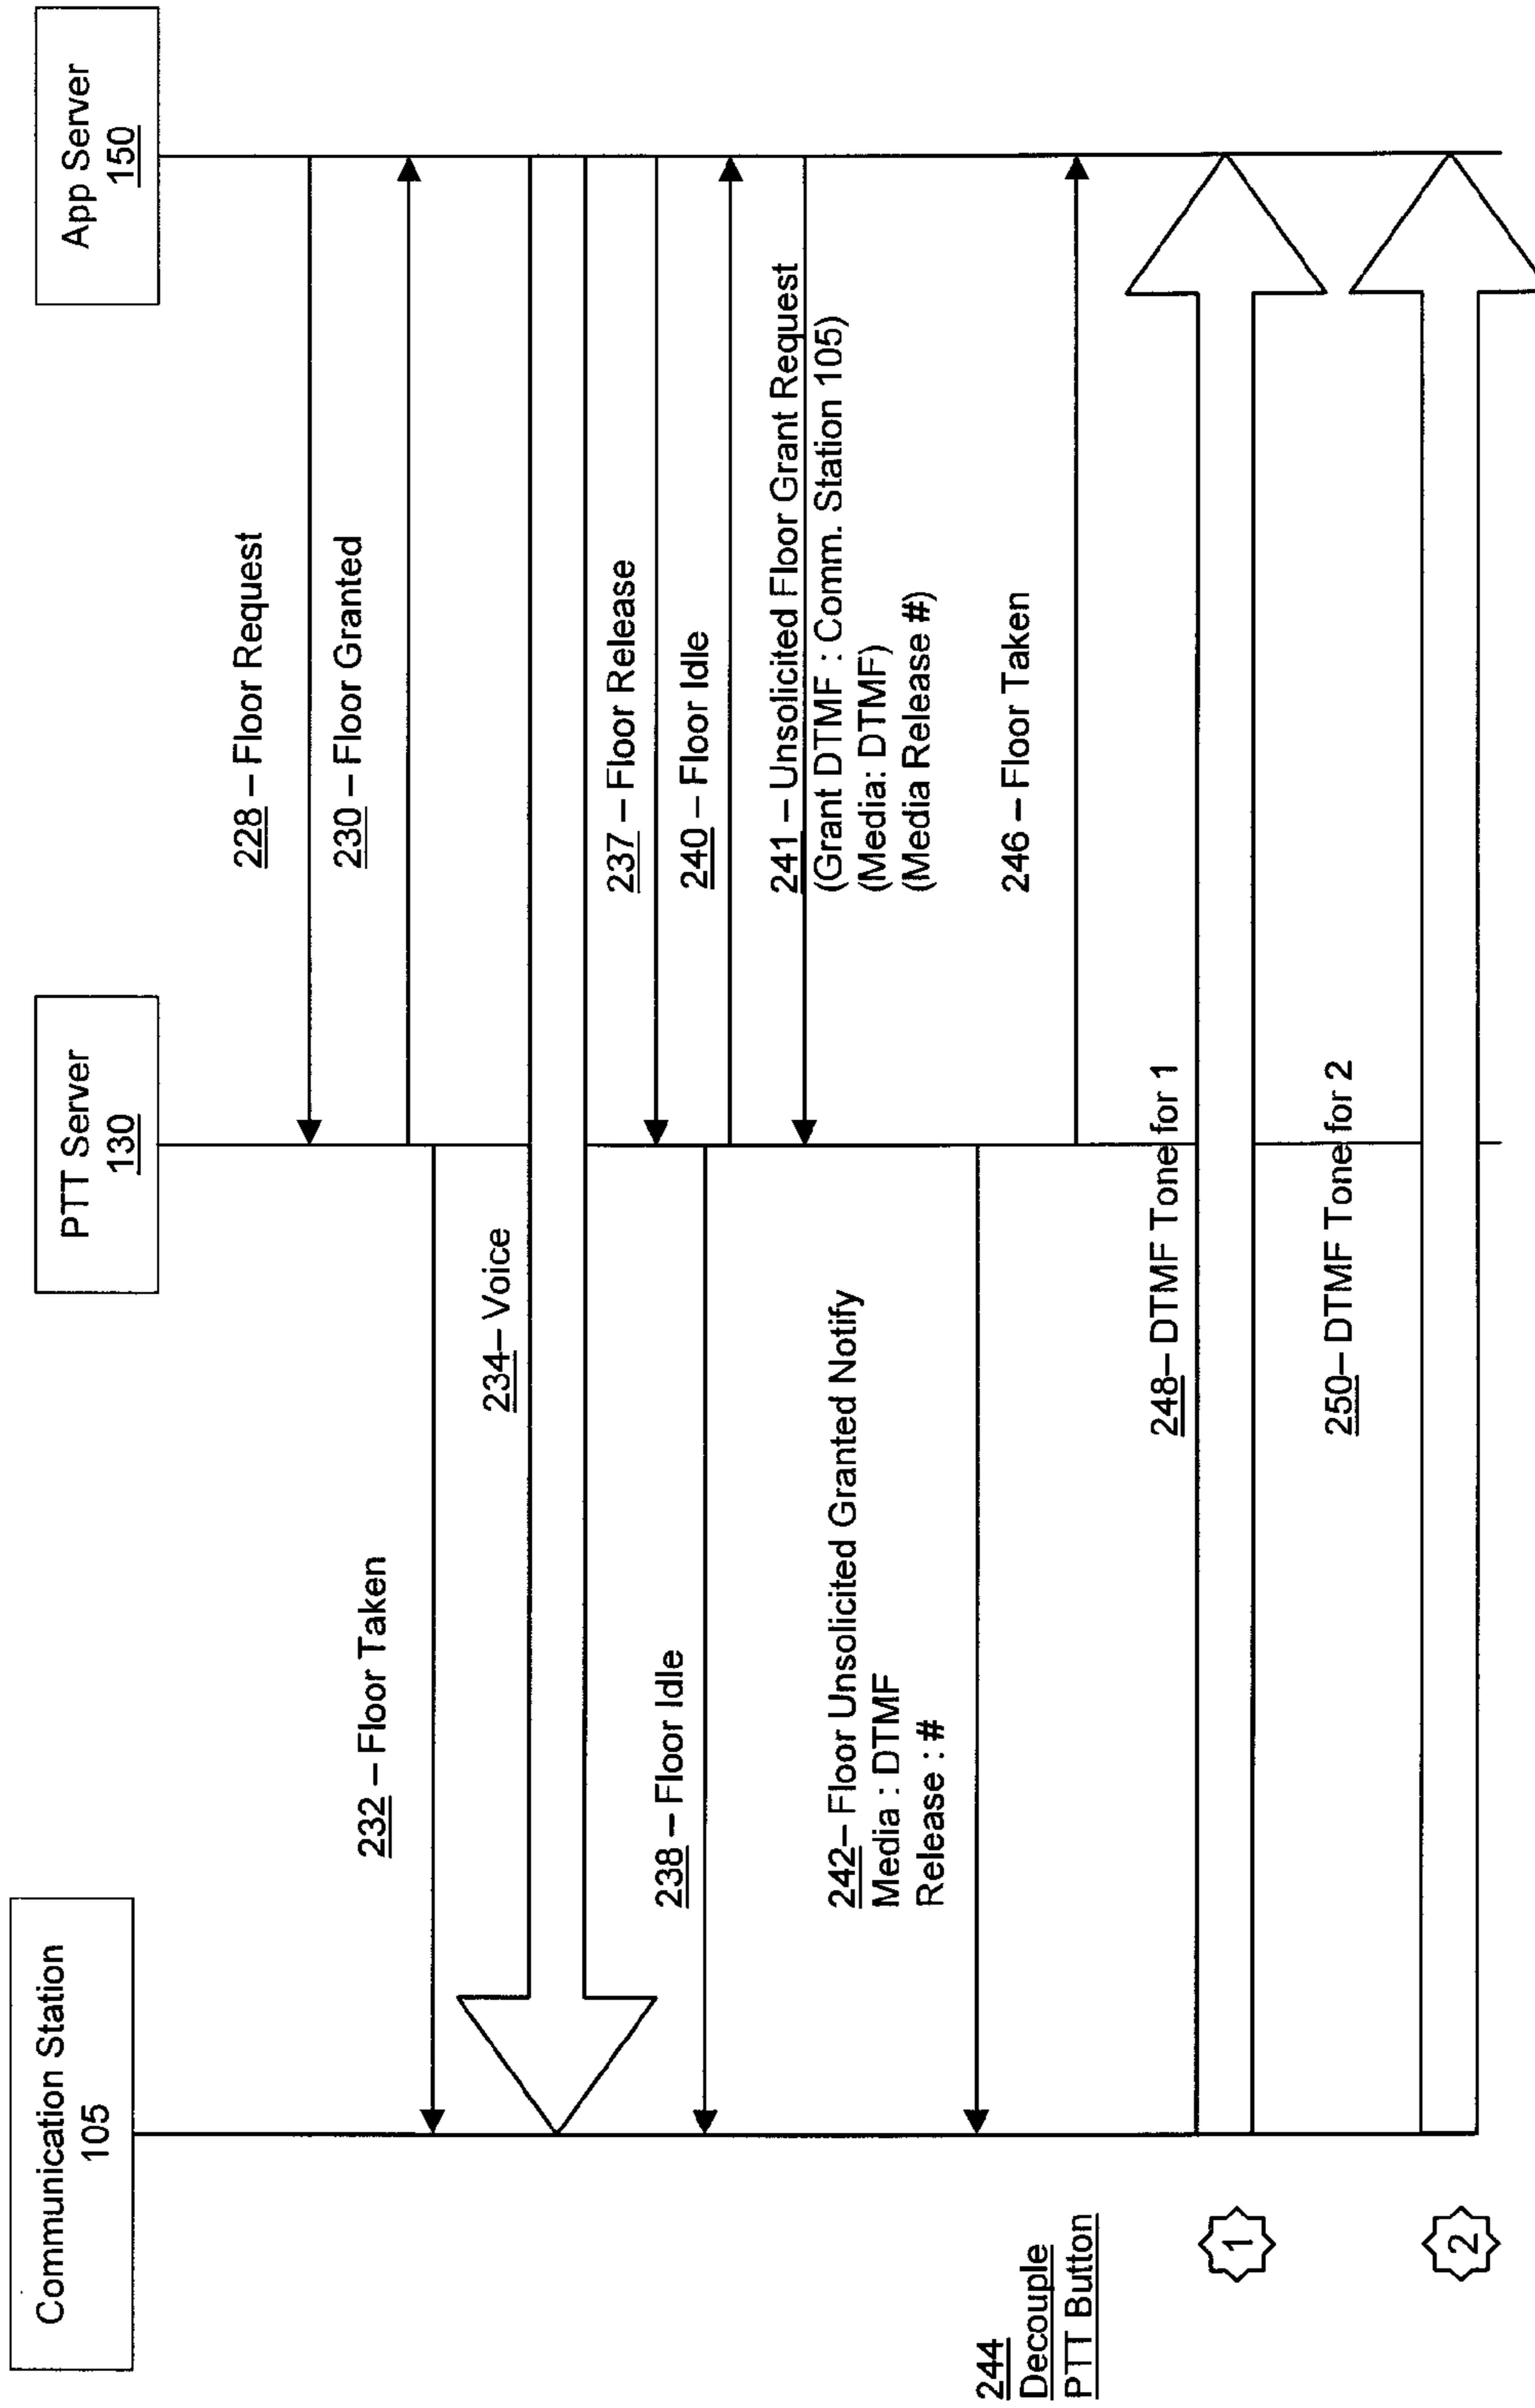 Communication Station
105
PTT Server
130
App Server
150
228 – Floor Request
230 – Floor Granted
232 – Floor Taken
234– Voice
237 – Floor Release
238 – Floor Idle
240 – Floor Idle
241 – Unsolicited Floor Grant Request
(Grant DTMF : Comm. Station 105)
(Media: DTMF)
(Media Release #)
242– Floor Unsolicited Granted Notify
Media : DTMF
Release : #
244
Decouple
PTT Button
246 – Floor Taken
1
248– DTMF Tone for 1
2
250– DTMF Tone for 2